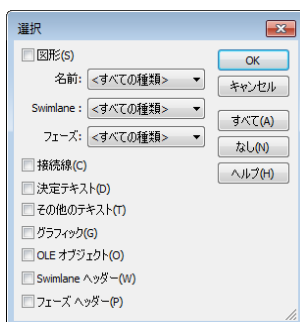 選択
図形(S)
名前: <すべての種類>
Swimlane : <すべての種類>
フェーズ: <すべての種類>
接続線(C)
決定テキスト(D)
その他のテキスト(T)
グラフィック(G)
OLE オブジェクト(O)
Swimlane ヘッダー(W)
フェーズ ヘッダー(P)
OK
キャンセル
すべて(A)
なし(N)
ヘルプ(H)